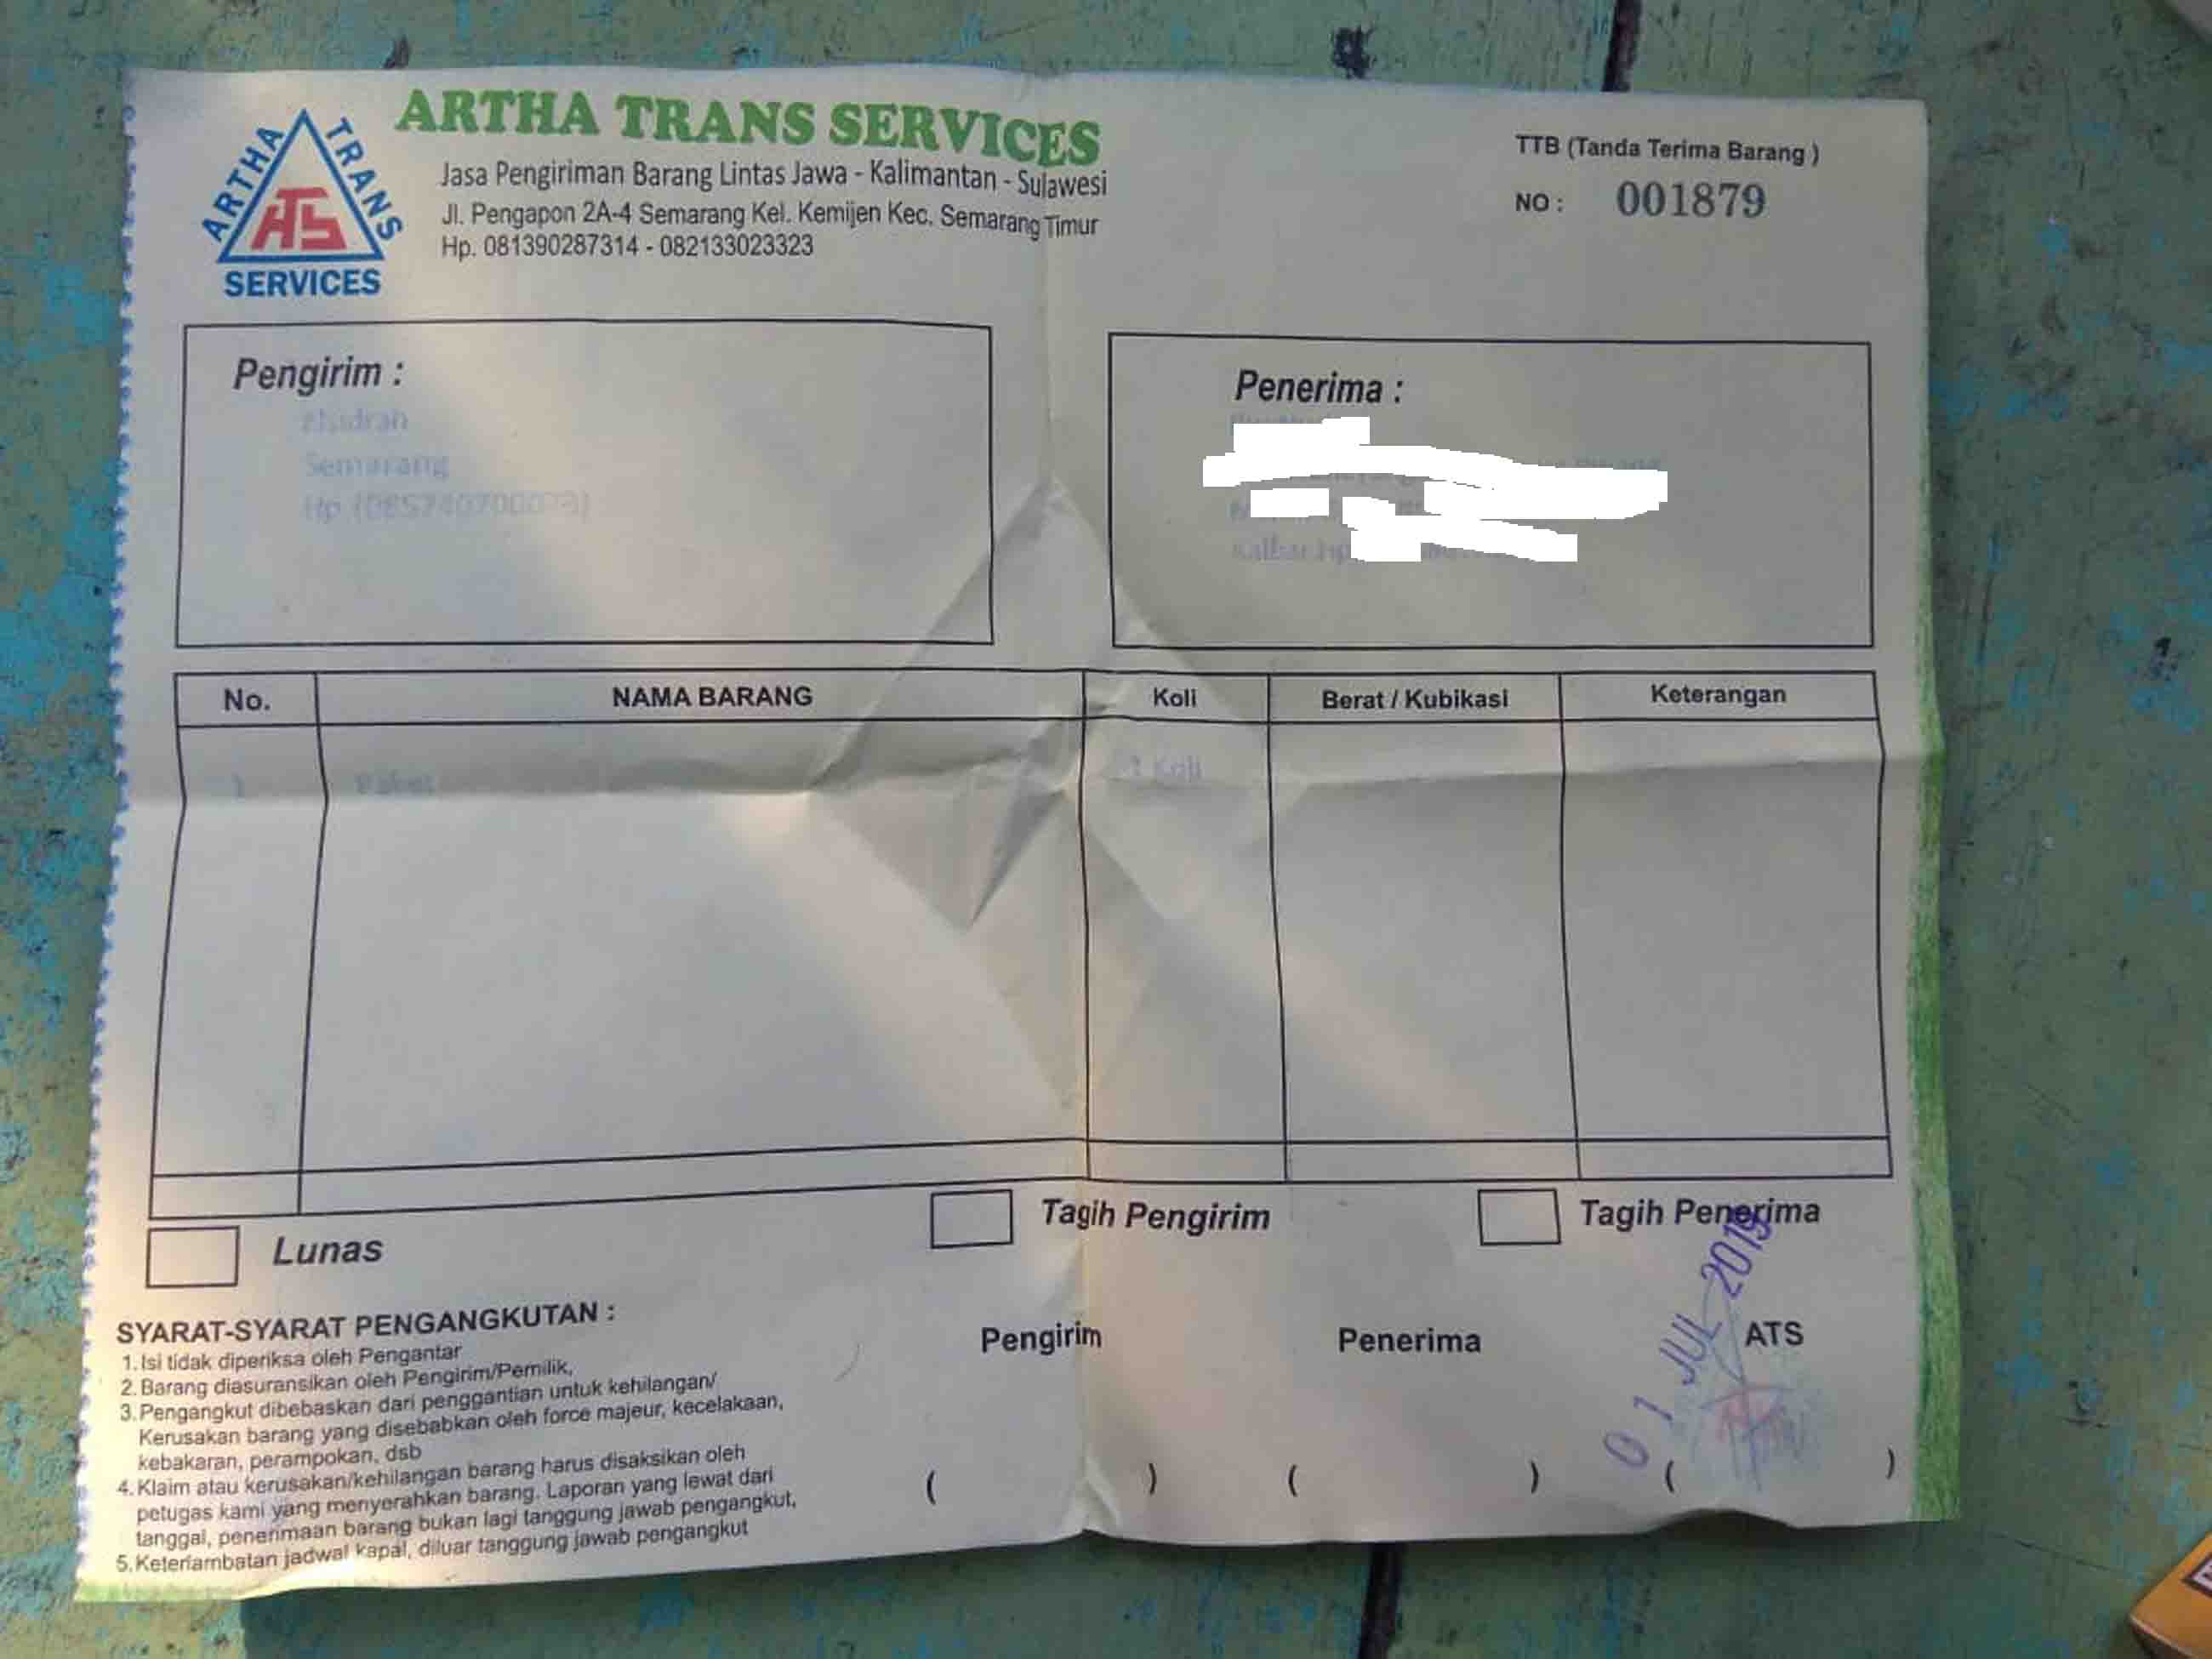 ARTHA TRANS SERVICES
ARTHA TRANS SERVICES
ATS
Jasa Pengiriman Barang Lintas Jawa - Kalimantan - Sulawesi
Jl. Pengapon 2A-4 Semarang Kel. Kemijen Kec. Semarang Timur
Hp. 081390287314 - 082133023323
TTB (Tanda Terima Barang )
NO : 001879
Pengirim :
Semarang
Hp
Penerima :
Kalbar Hp
No. NAMA BARANG Koli Berat / Kubikasi Keterangan
1 Paket 1 Koli
Lunas
Tagih Pengirim
Tagih Penerima
01 JUL 2019
SYARAT-SYARAT PENGANGKUTAN :
1. Isi tidak diperiksa oleh Pengantar
2. Barang diasuransikan oleh Pengirim/Pemilik,
3. Pengangkut dibebaskan dari penggantian untuk kehilangan/
Kerusakan barang yang disebabkan oleh force majeur, kecelakaan,
kebakaran, perampokan, dsb
4. Klaim atau kerusakan/kehilangan barang harus disaksikan oleh
petugas kami yang menyerahkan barang. Laporan yang lewat dari
tanggal, penerimaan barang bukan lagi tanggung jawab pengangkut,
5. Keterlambatan jadwal kapal, diluar tanggung jawab pengangkut
Pengirim Penerima ATS
( ) ( ) ( )